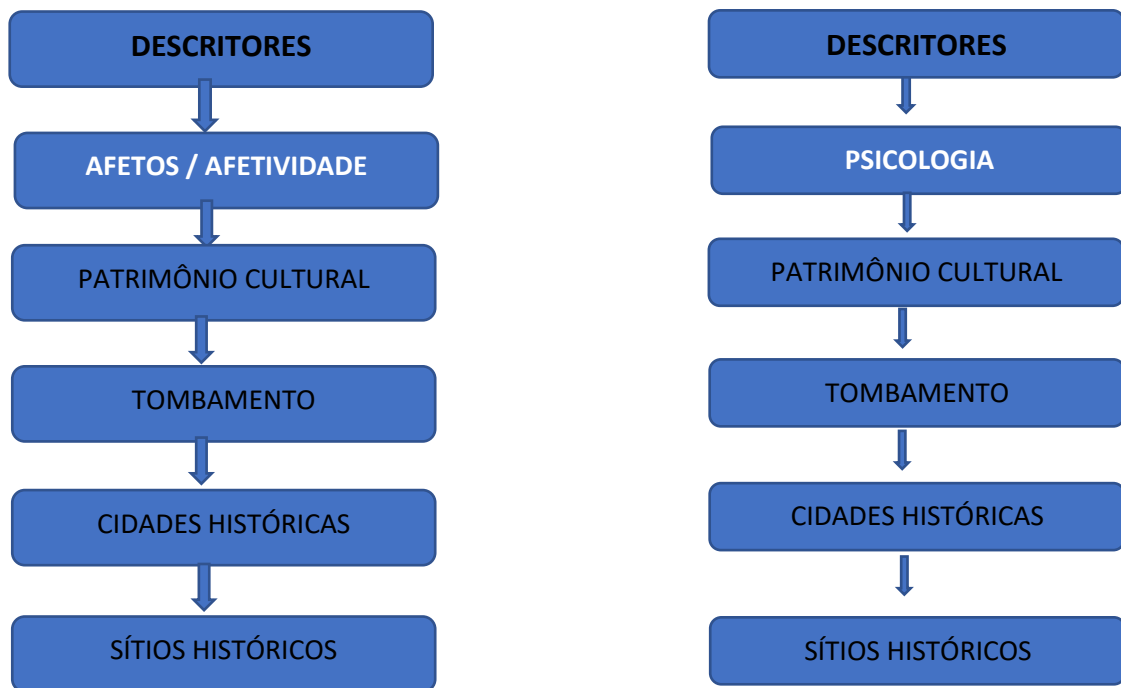 DESCRITORES
AFETOS / AFETIVIDADE
PATRIMÔNIO CULTURAL
TOMBAMENTO
CIDADES HISTÓRICAS
SÍTIOS HISTÓRICOS
DESCRITORES
PSICOLOGIA
PATRIMÔNIO CULTURAL
TOMBAMENTO
CIDADES HISTÓRICAS
SÍTIOS HISTÓRICOS